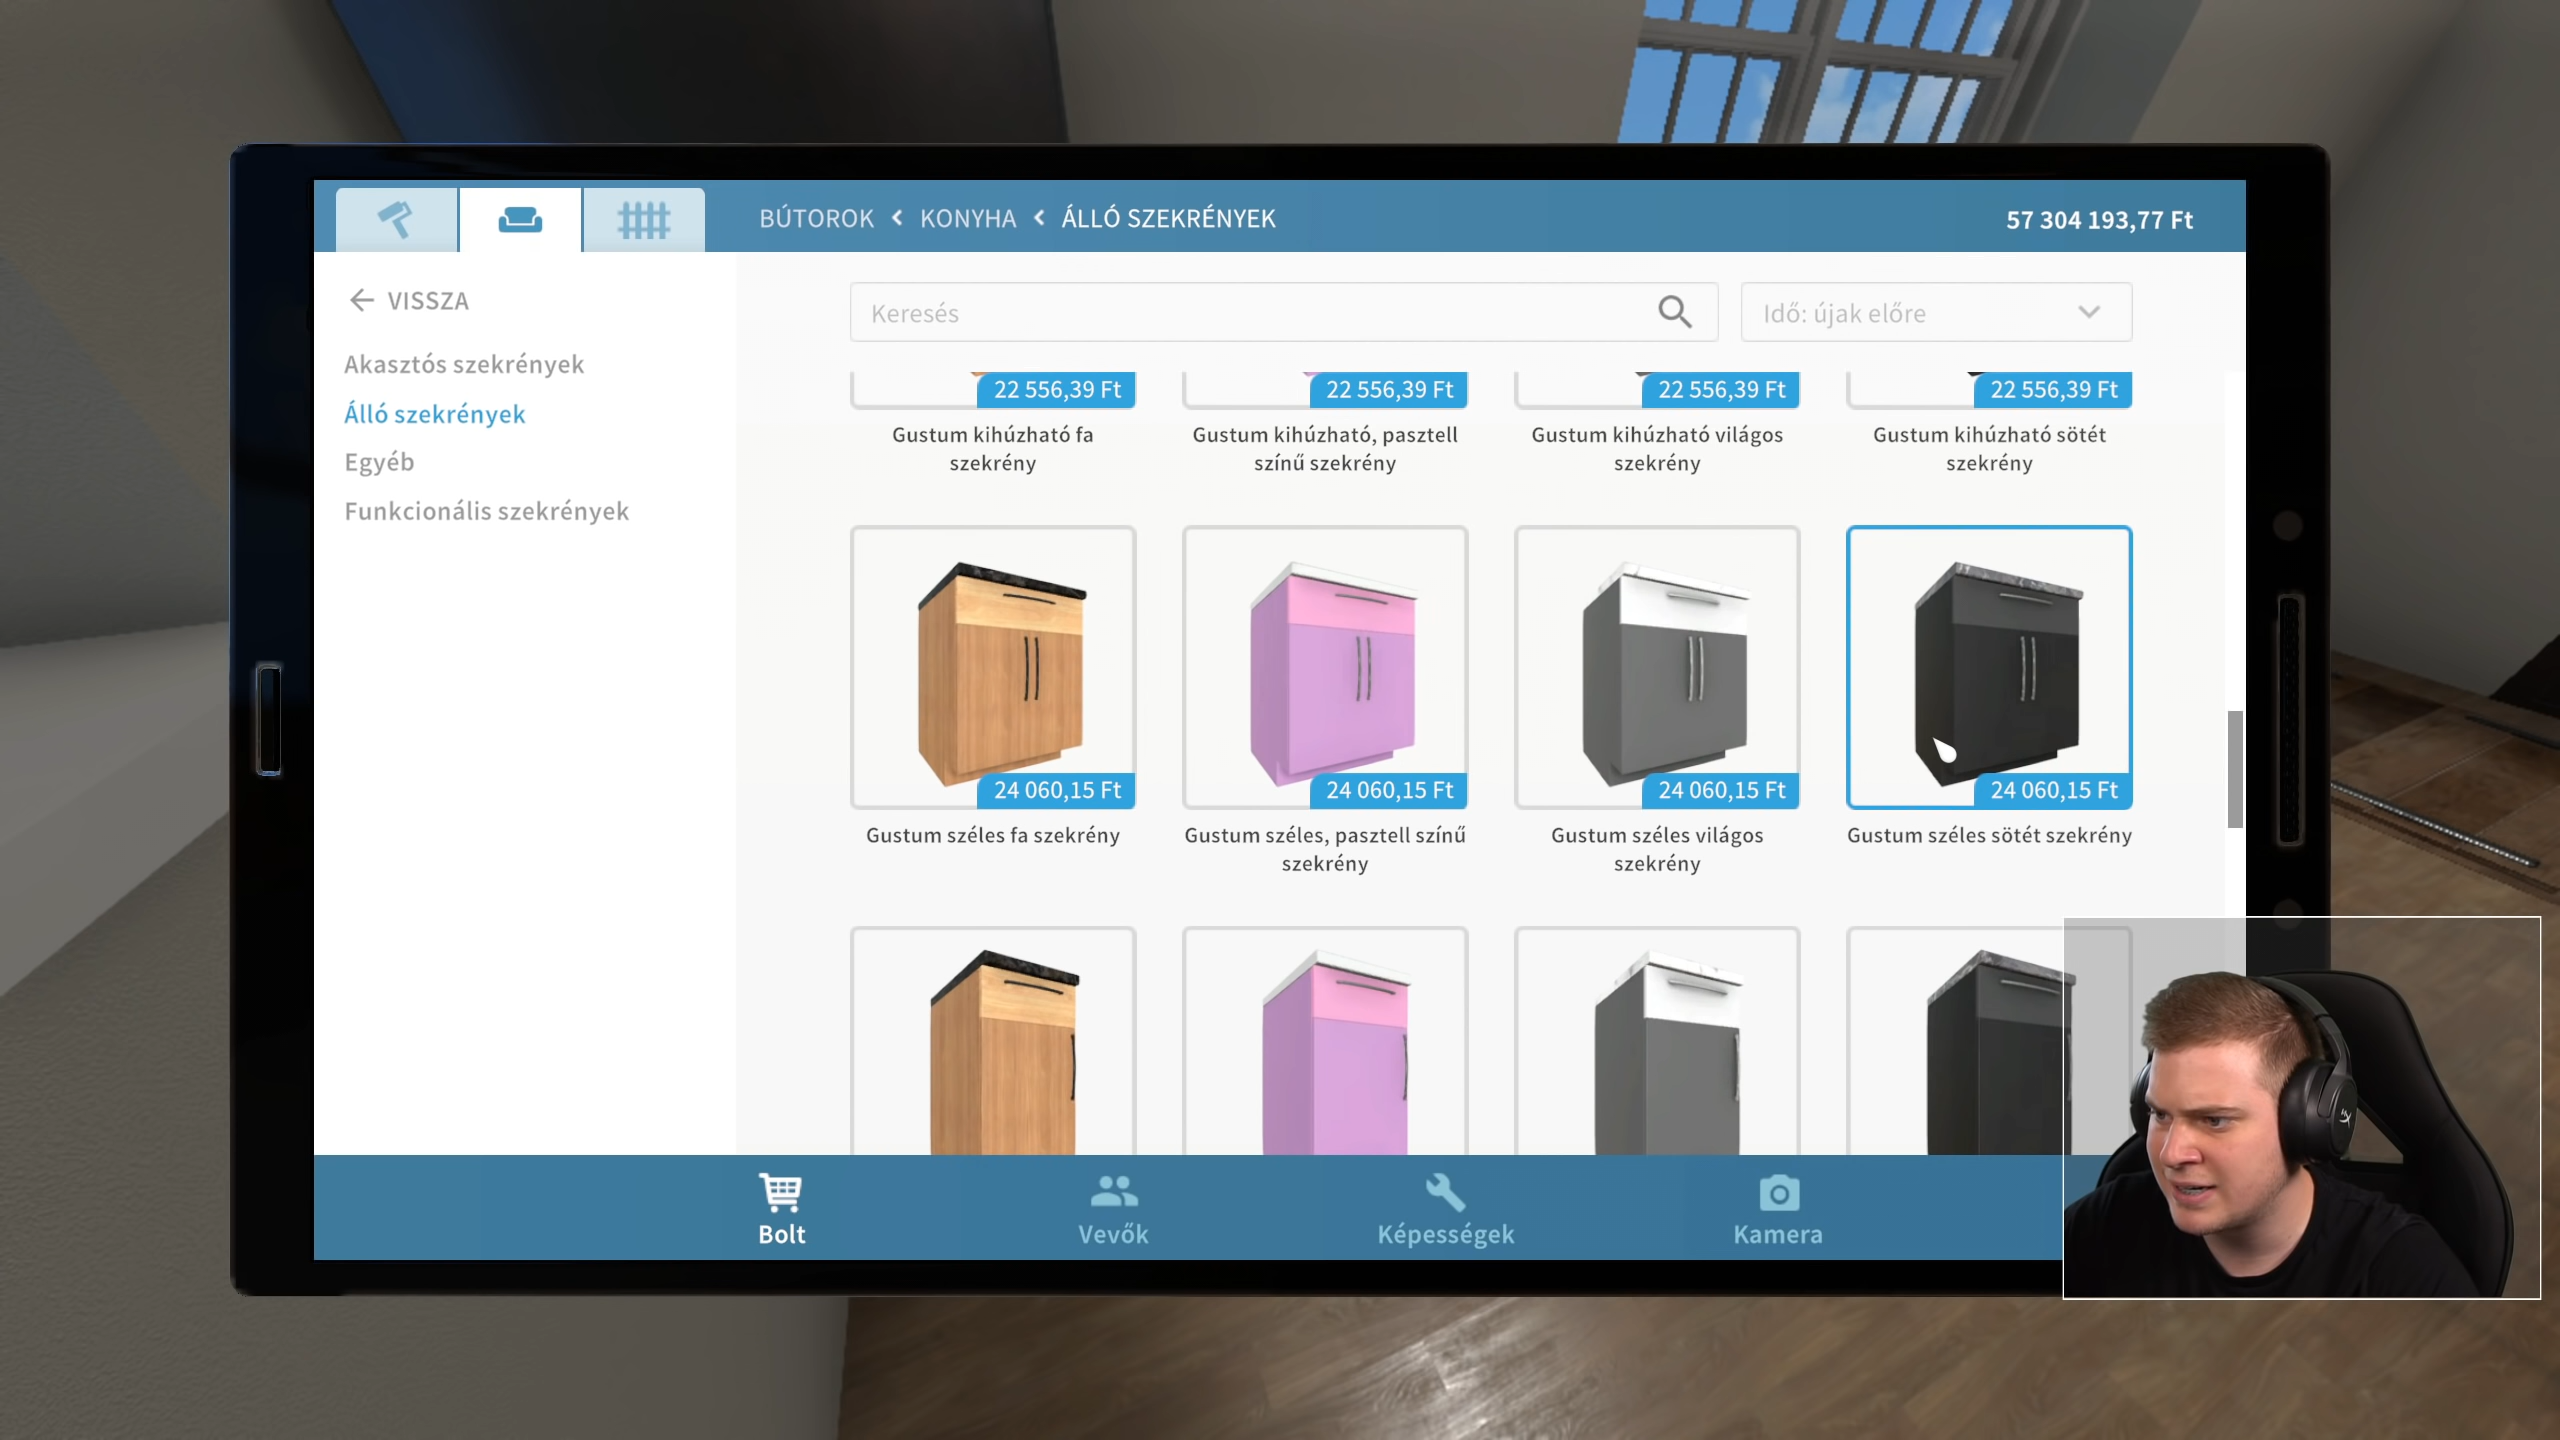 BÚTOROK < KONYHA < ÁLLÓ SZEKRÉNYEK
57 304 193,77 Ft
VISSZA
Akasztós szekrények
Álló szekrények
Egyéb
Funkcionális szekrények
Keresés
Idő: újak előre
22 556,39 Ft
22 556,39 Ft
22 556,39 Ft
22 556,39 Ft
Gustum kihúzható fa
szekrény
Gustum kihúzható, pasztell
színű szekrény
Gustum kihúzható világos
szekrény
Gustum kihúzható sötét
szekrény
24 060,15 Ft
24 060,15 Ft
24 060,15 Ft
24 060,15 Ft
Gustum széles fa szekrény
Gustum széles, pasztell színű
szekrény
Gustum széles világos
szekrény
Gustum széles sötét szekrény
Bolt
Vevők
Képességek
Kamera